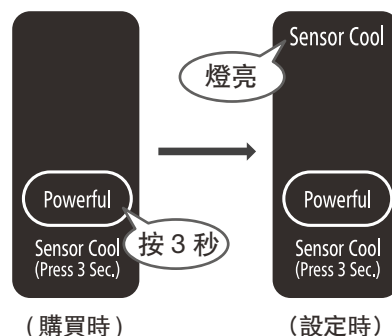 Powerful
Sensor Cool
(Press 3 Sec.)
按 3 秒
(購買時)
Sensor Cool
燈亮
Powerful
Sensor Cool
(Press 3 Sec.)
(設定時)